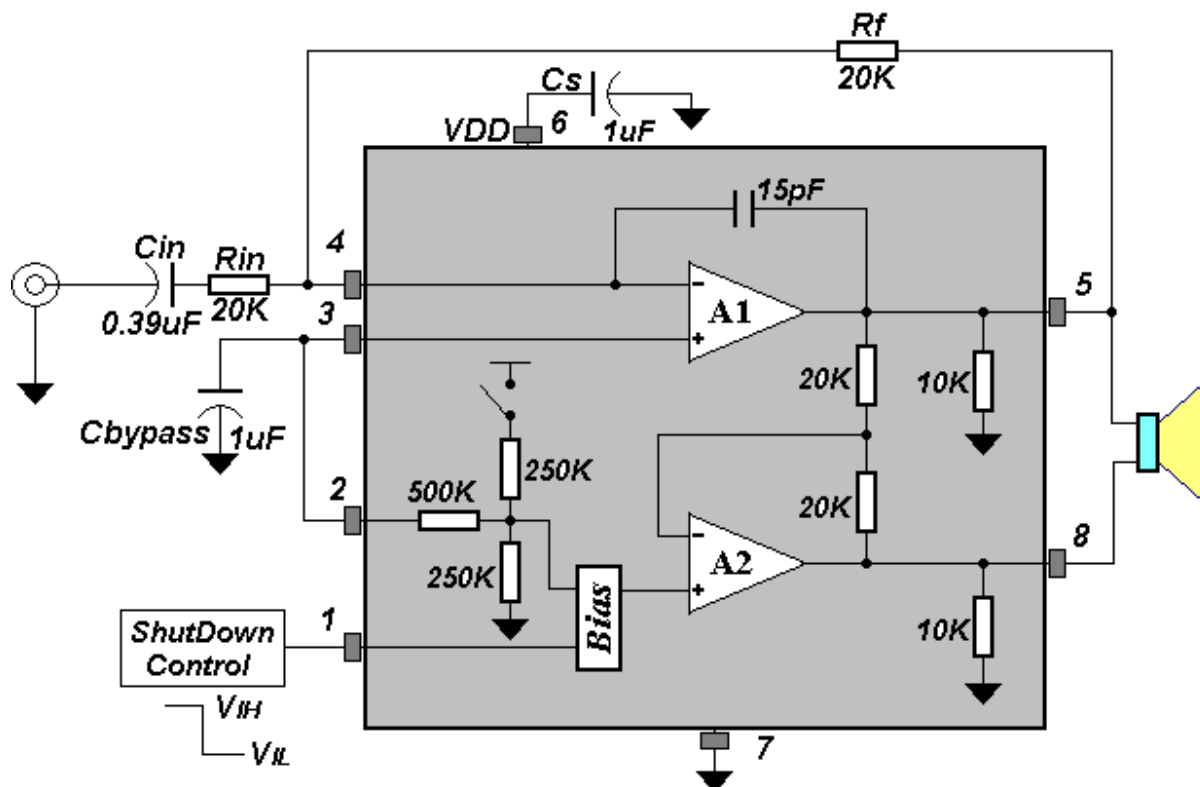 Rf
20K
Cs
1uF
VDD
6
15pF
4
Cin
Rin
0.39uF
20K
3
A1
5
20K
10K
Cbypass
1uF
250K
2
500K
20K
8
250K
A2
Bias
1
10K
ShutDown
Control
VIH
VIL
7